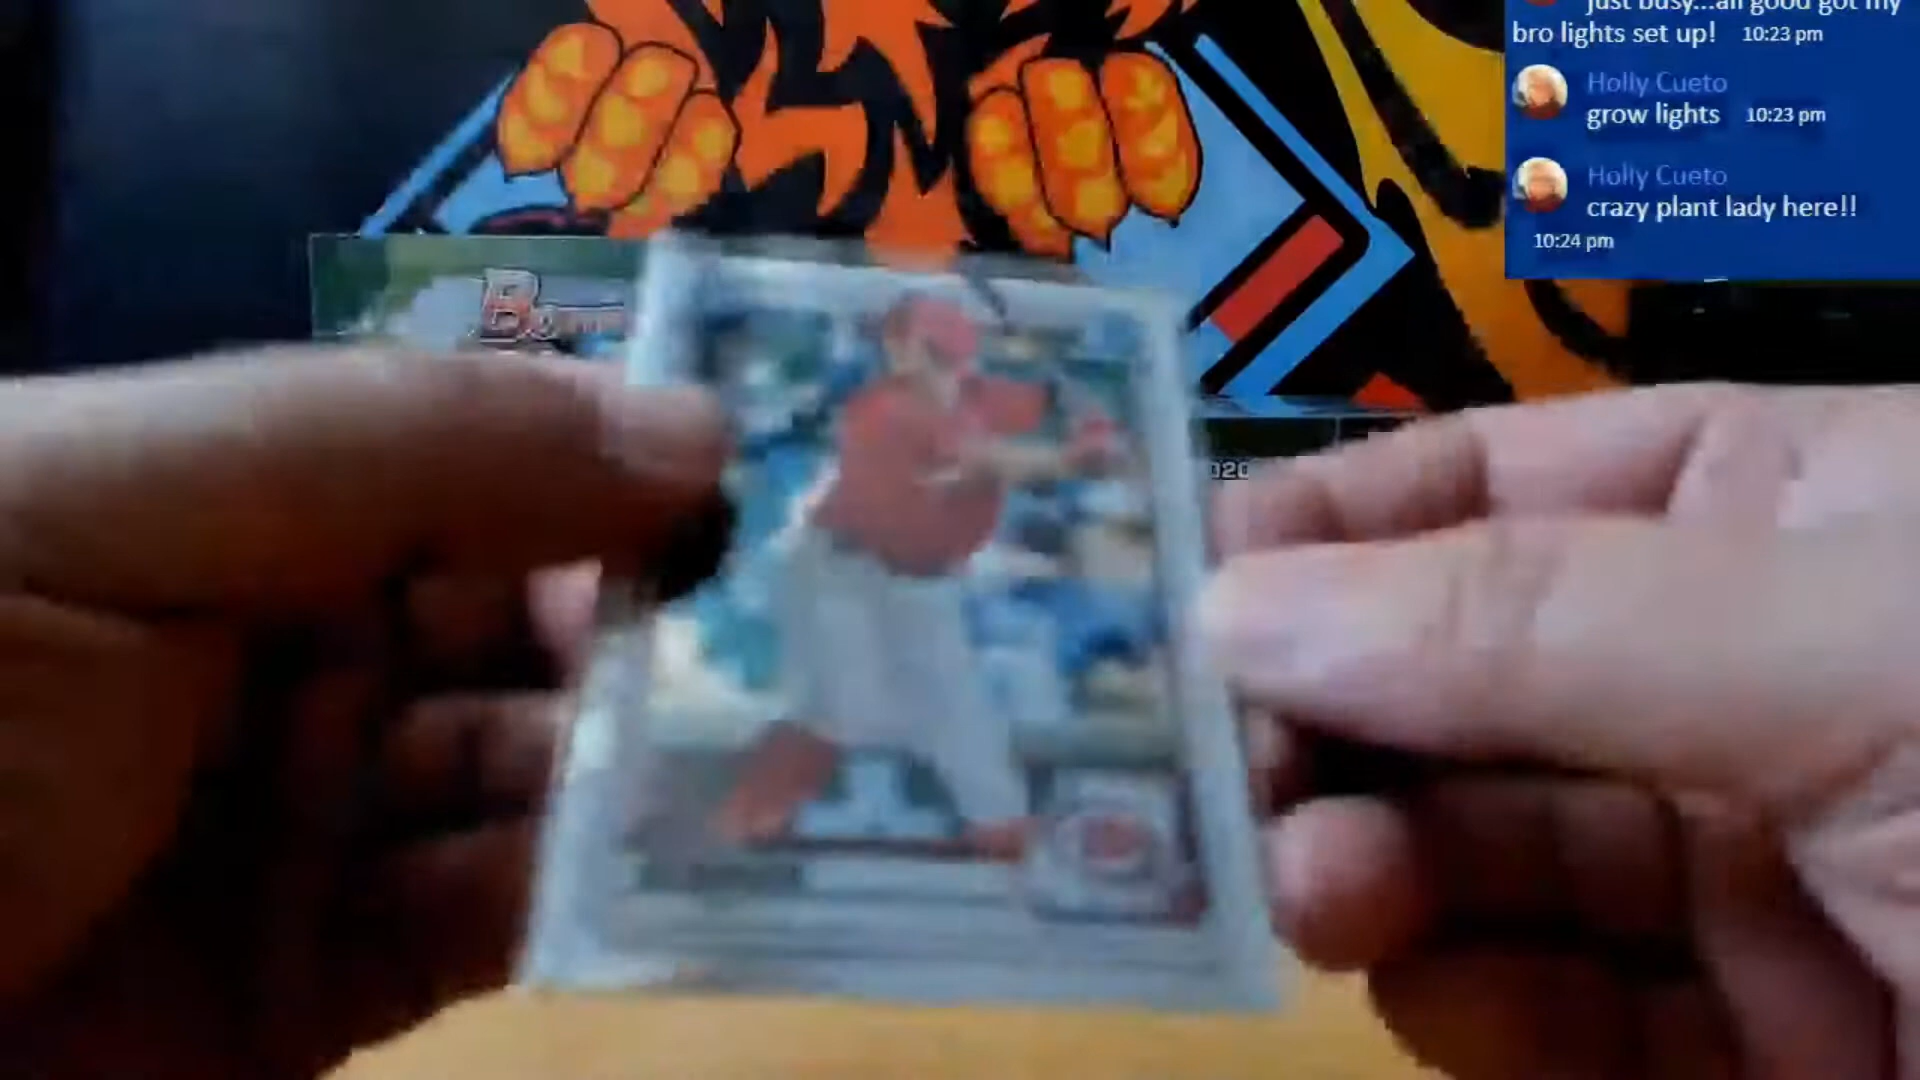 just busy...all good got my
bro lights set up! 10:23 pm
Holly Cueto
grow lights 10:23 pm
Holly Cueto
crazy plant lady here!!
10:24 pm